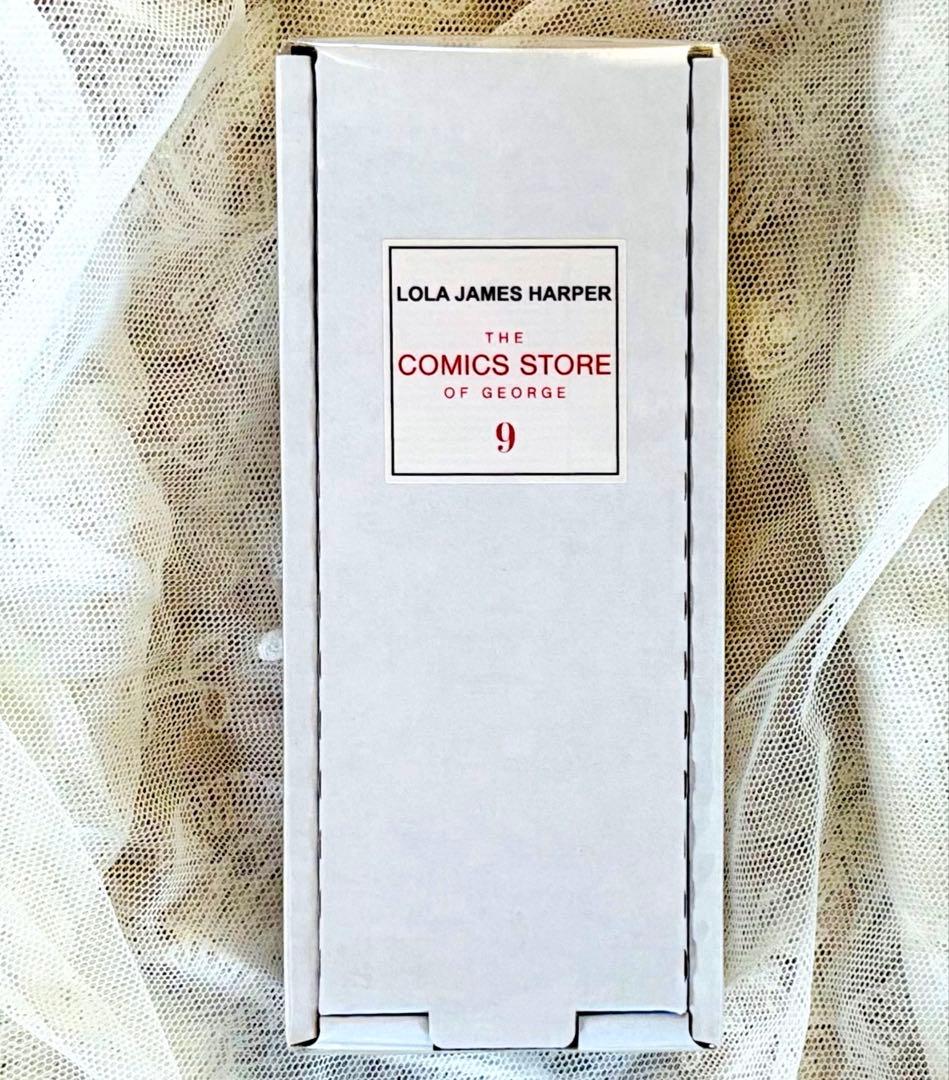 LOLA JAMES HARPER
THE
COMICS STORE
OF GEORGE
9